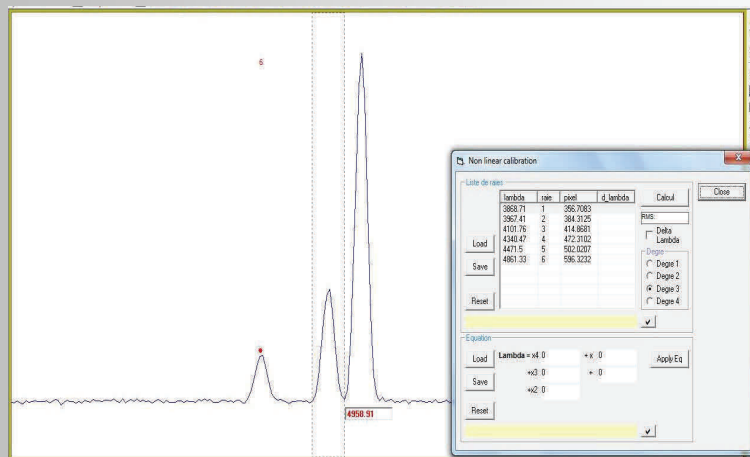 6
4958.91
Non linear calibration
X
Liste de raies
lambda raie pixel d_lambda
3868.71 1 356.7083
3967.41 2 384.3125
4101.76 3 414.8681
4340.47 4 472.3102
4471.5 5 502.0207
4861.33 6 596.3232
Load
Save
Reset
Calcul
RMS:
Delta
Lambda
Degre
Degre 1
Degre 2
Degre 3
Degre 4
Close
Equation
Load
Save
Reset
Lambda = x4 0 + x 0
+x3 0 + 0
+x2 0
Apply Eq